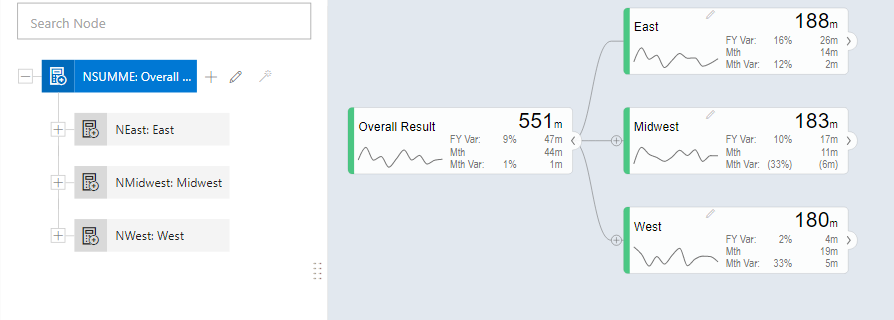 Search Node
NSUMME: Overall ...
NEast: East
NMidwest: Midwest
NWest: West
Overall Result
551m
FY Var: 9% 47m
Mth 44m
Mth Var: 1% 1m
East
188m
FY Var: 16% 26m
Mth 14m
Mth Var: 12% 2m
Midwest
183m
FY Var: 10% 17m
Mth 11m
Mth Var: (33%) (6m)
West
180m
FY Var: 2% 4m
Mth 19m
Mth Var: 33% 5m